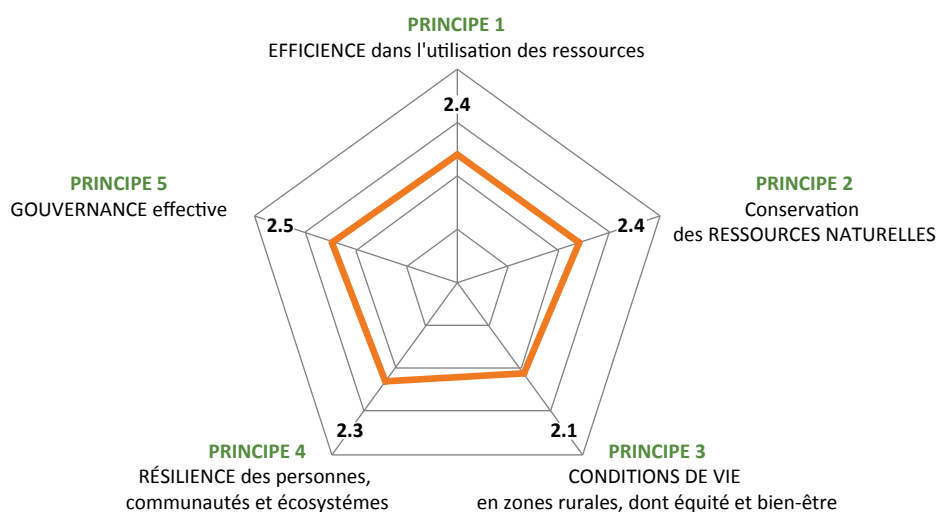 PRINCIPE 1
EFFICIENCE dans l'utilisation des ressources
2.4
PRINCIPE 5
GOUVERNANCE effective
2.5
PRINCIPE 2
Conservation
des RESSOURCES NATURELLES
2.4
2.3
PRINCIPE 4
RÉSILIENCE des personnes,
communautés et écosystémes
2.1
PRINCIPE 3
CONDITIONS DE VIE
en zones rurales, dont équité et bien-être